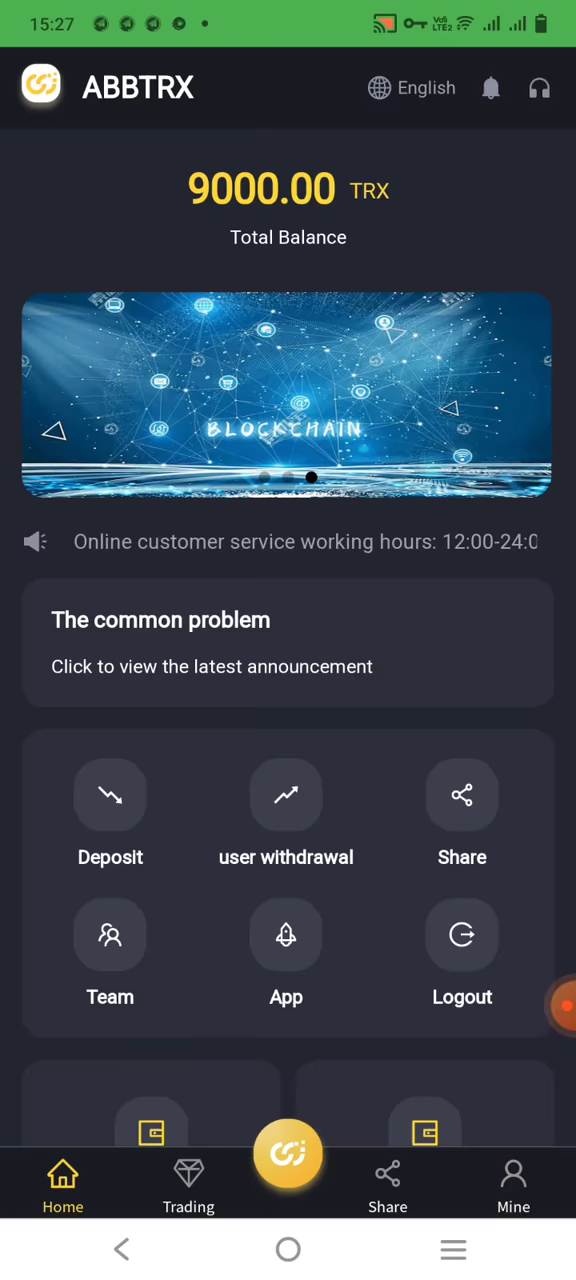 15:27
Vo))
LTE2
ABBTRX
English
9000.00 TRX
Total Balance
BLOCKCHAIN
Online customer service working hours: 12:00-24:0
The common problem
Click to view the latest announcement
Deposit
user withdrawal
Share
Team
App
Logout
Home
Trading
Share
Mine